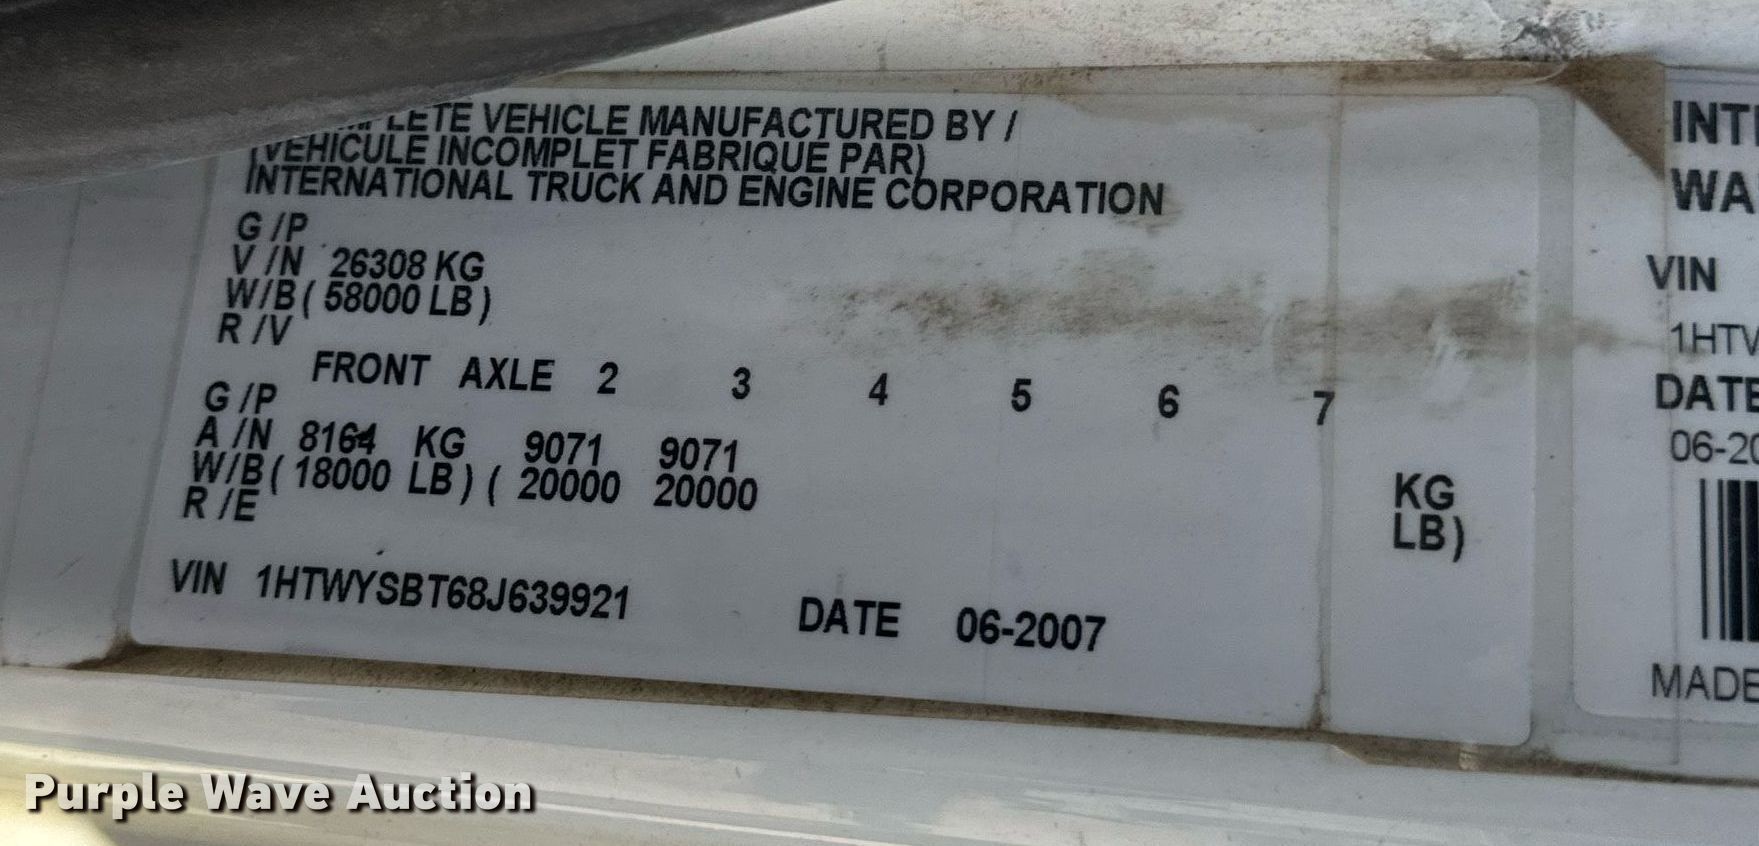 LETE VEHICLE MANUFACTURED BY /
(VEHICULE INCOMPLET FABRIQUE PAR)
INTERNATIONAL TRUCK AND ENGINE CORPORATION
G /P
V /N 26308 KG
W/B ( 58000 LB )
R /V
FRONT AXLE 2 3 4 5 6 7
G /P
A /N 8164 KG 9071 9071 KG
W/B ( 18000 LB ) ( 20000 20000 LB)
R /E
VIN 1HTWYSBT68J639921 DATE 06-2007
INT
WA
VIN
1HTV
DATE
06-20
MADE
Purple Wave Auction